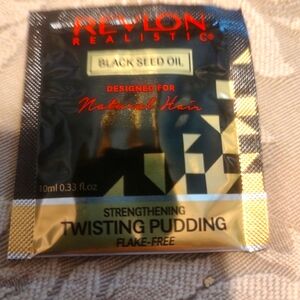 REVLON
REALISTIC®
BLACK SEED OIL
DESIGNED FOR
Natural Hair
10ml 0.33 fl.oz
STRENGTHENING
TWISTING PUDDING
FLAKE-FREE